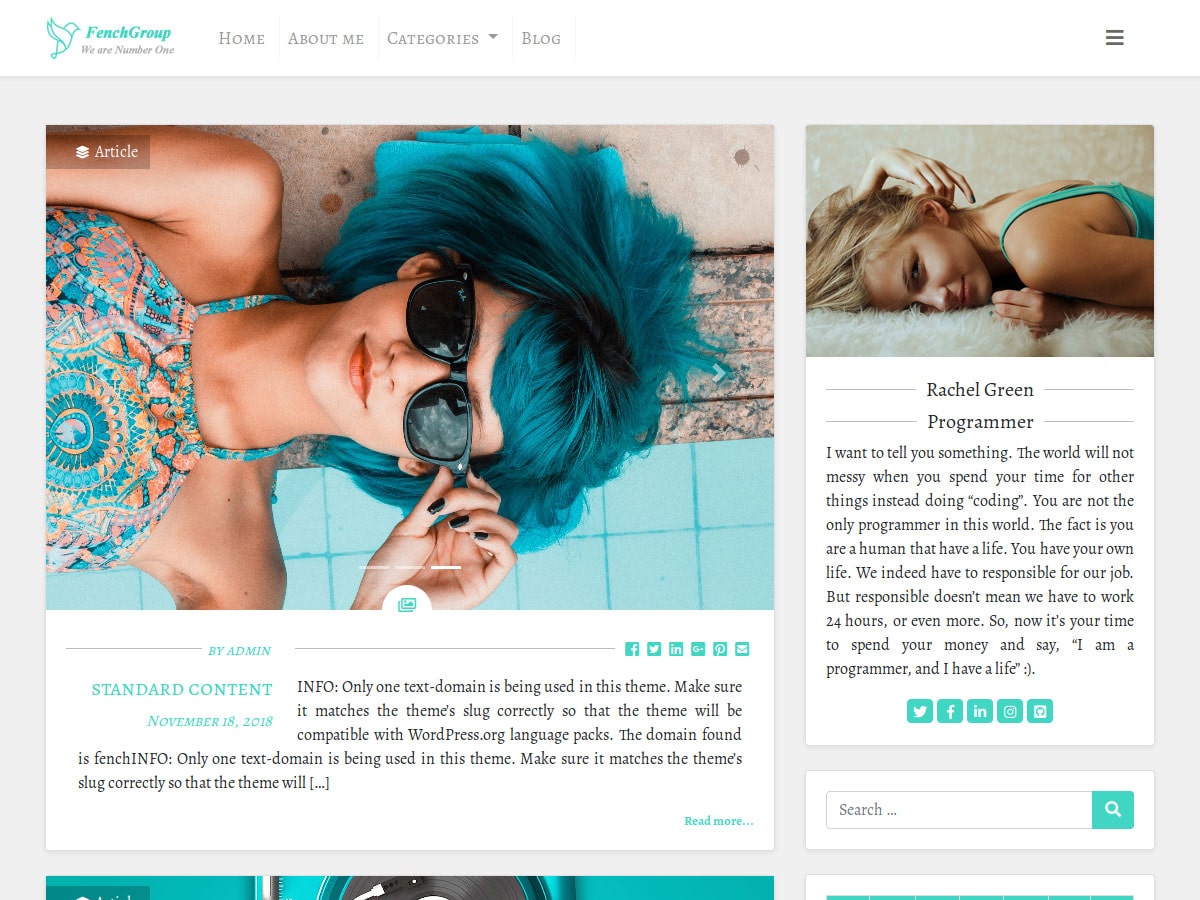 FenchGroup
We are Number One
Home
About me
Categories
Blog
Article
BY ADMIN
STANDARD CONTENT
November 18, 2018
INFO: Only one text-domain is being used in this theme. Make sure
it matches the theme's slug correctly so that the theme will be
compatible with WordPress.org language packs. The domain found
is fenchINFO: Only one text-domain is being used in this theme. Make sure it matches the theme's
slug correctly so that the theme will [...]
Read more...
Rachel Green
Programmer
I want to tell you something. The world will not
messy when you spend your time for other
things instead doing “coding”. You are not the
only programmer in this world. The fact is you
are a human that have a life. You have your own
life. We indeed have to responsible for our job.
But responsible doesn't mean we have to work
24 hours, or even more. So, now it's your time
to spend your money and say, “I am a
programmer, and I have a life” :).
Search ...